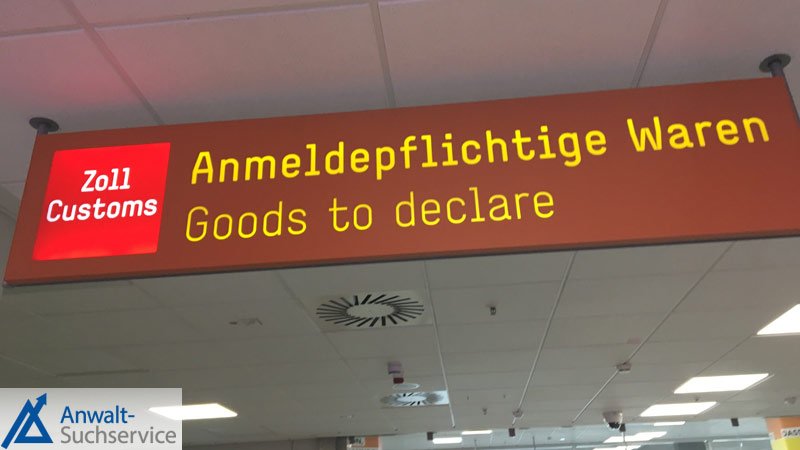 Zoll
Customs
Anmeldepflichtige Waren
Goods to declare
Anwalt-
Suchservice